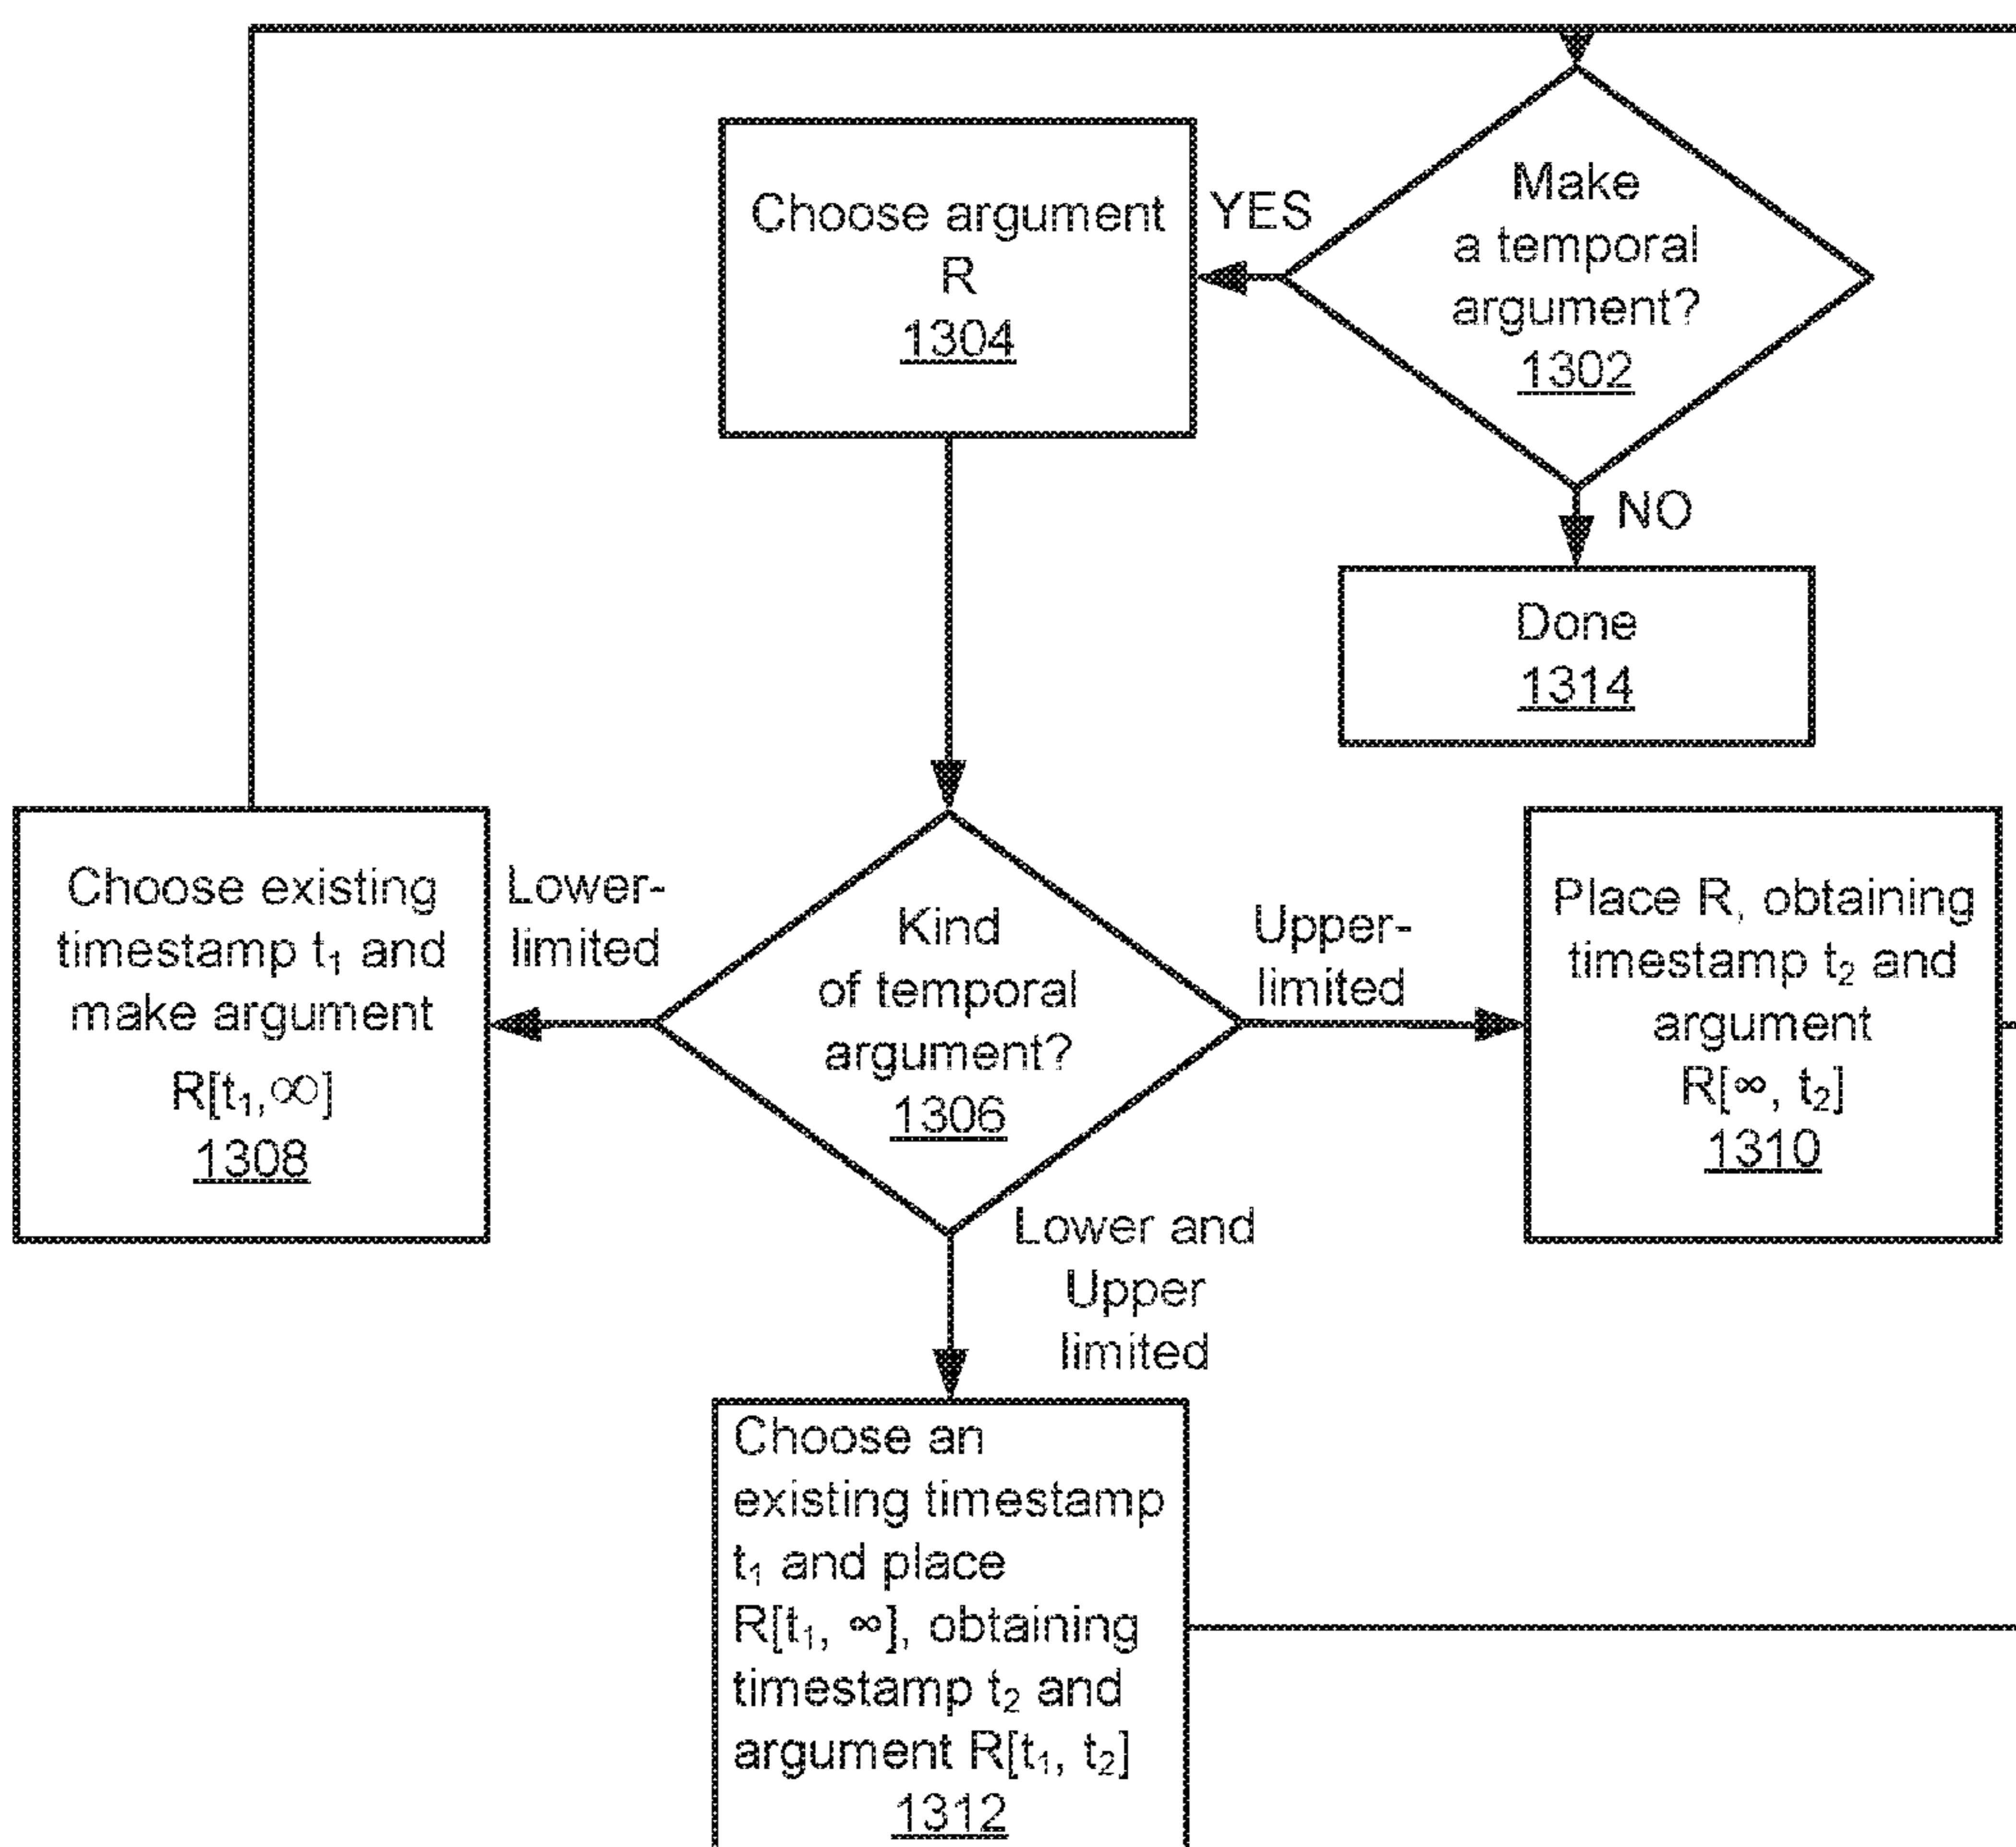 Make
a temporal
argument?
1302
YES
Choose argument
R
1304
NO
Done
1314
Kind
of temporal
argument?
1306
Lower-
limited
Choose existing
timestamp t₁ and
make argument
R[t₁,∞]
1308
Upper-
limited
Place R, obtaining
timestamp t₂ and
argument
R[∞, t₂]
1310
Lower and
Upper
limited
Choose an
existing timestamp
t₁ and place
R[t₁, ∞], obtaining
timestamp t₂ and
argument R[t₁, t₂]
1312